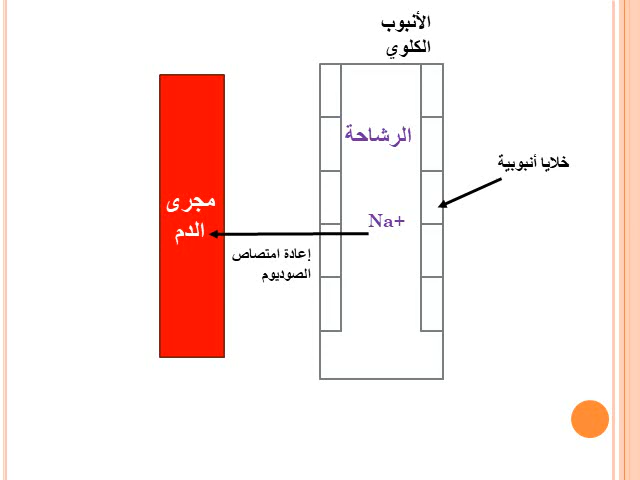 الأنبوب
الكلوي
الرشاحة
خلايا أنبوبية
مجرى
الدم
Na+
إعادة امتصاص
الصوديوم